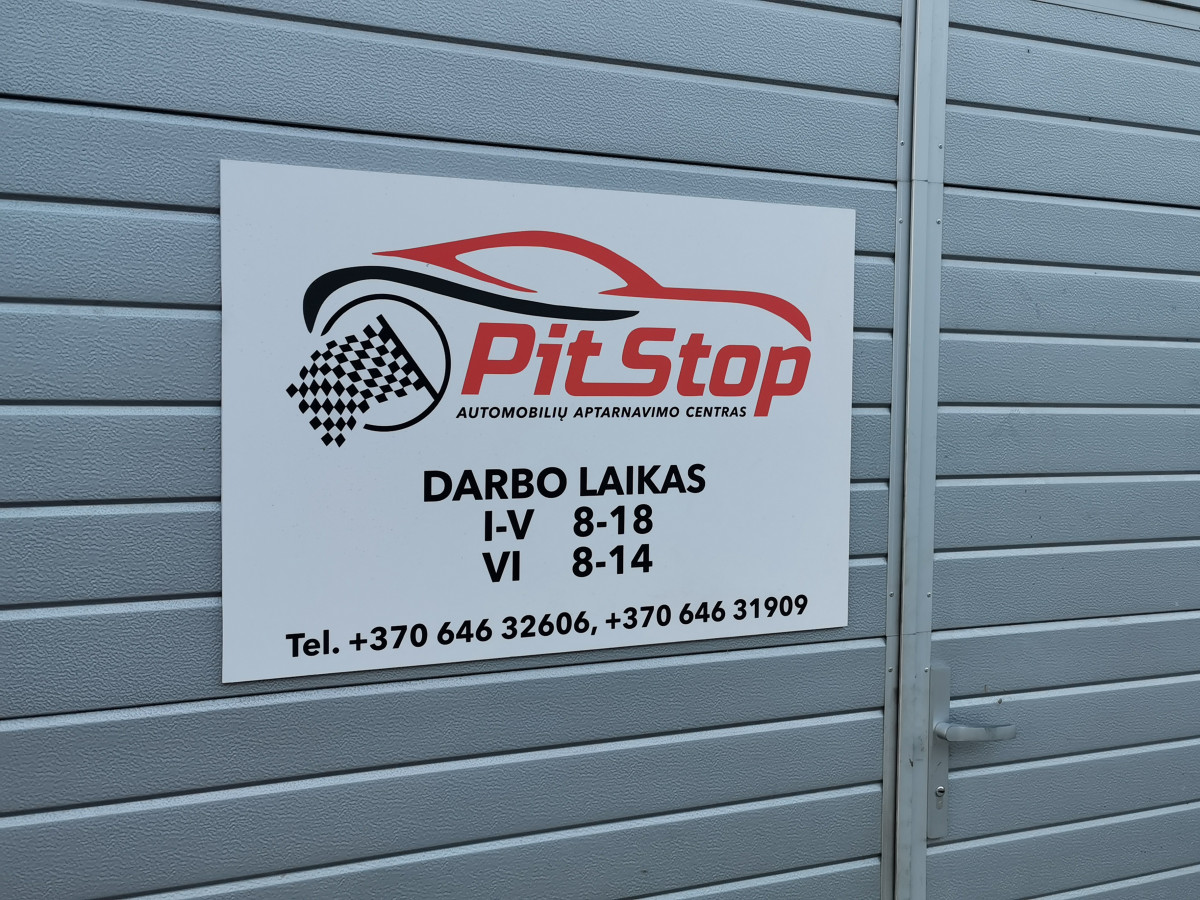 PitStop
AUTOMOBILIŲ APTARNAVIMO CENTRAS
DARBO LAIKAS
I-V 8-18
VI 8-14
Tel. +370 646 32606, +370 646 31909